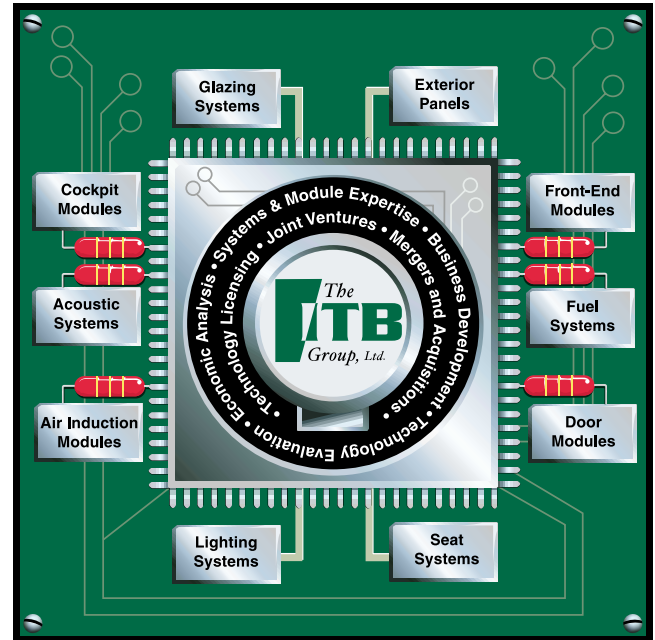 Glazing
Systems
Exterior
Panels
Cockpit
Modules
Front-End
Modules
Acoustic
Systems
Fuel
Systems
Air Induction
Modules
Door
Modules
Lighting
Systems
Seat
Systems
• Economic Analysis • Systems & Module Expertise • Business Development • Technology Evaluation
• Technology Licensing • Joint Ventures • Mergers and Acquisitions •
The
ITB
Group, Ltd.